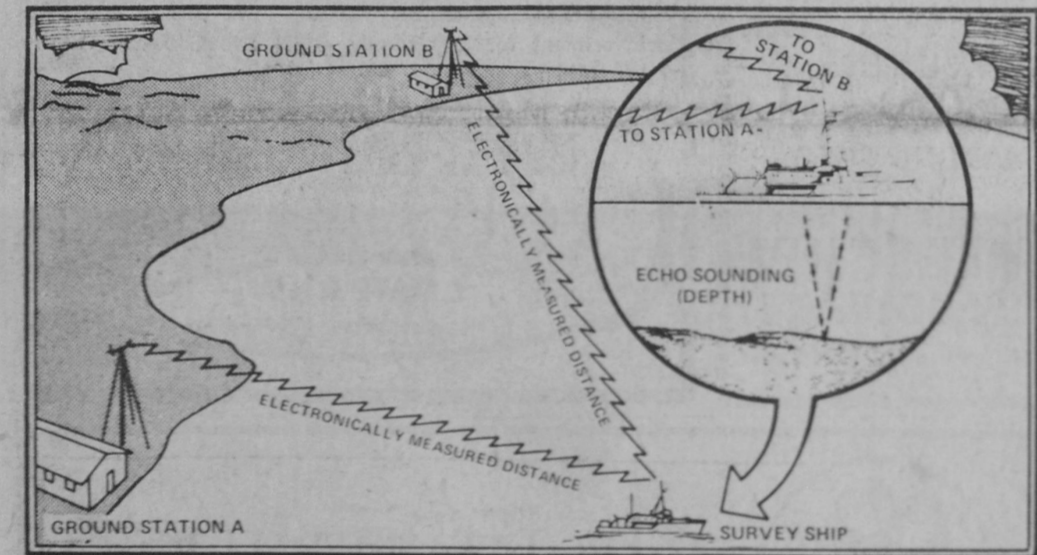 GROUND STATION B
TO
STATION B
TO STATION A
ELECTRONICALLY MEASURED DISTANCE
ECHO SOUNDING
(DEPTH)
ELECTRONICALLY MEASURED DISTANCE
GROUND STATION A
SURVEY SHIP